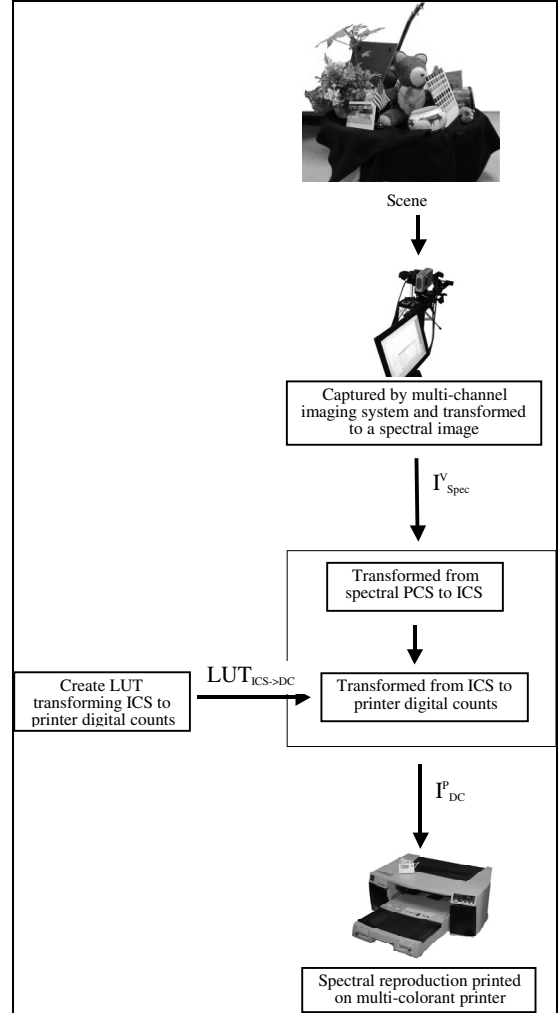 Scene
Captured by multi-channel
imaging system and transformed
to a spectral image
I^V_Spec
Transformed from
spectral PCS to ICS
LUT_ICS->DC
Create LUT
transforming ICS to
printer digital counts
Transformed from ICS to
printer digital counts
I^P_DC
Spectral reproduction printed
on multi-colorant printer